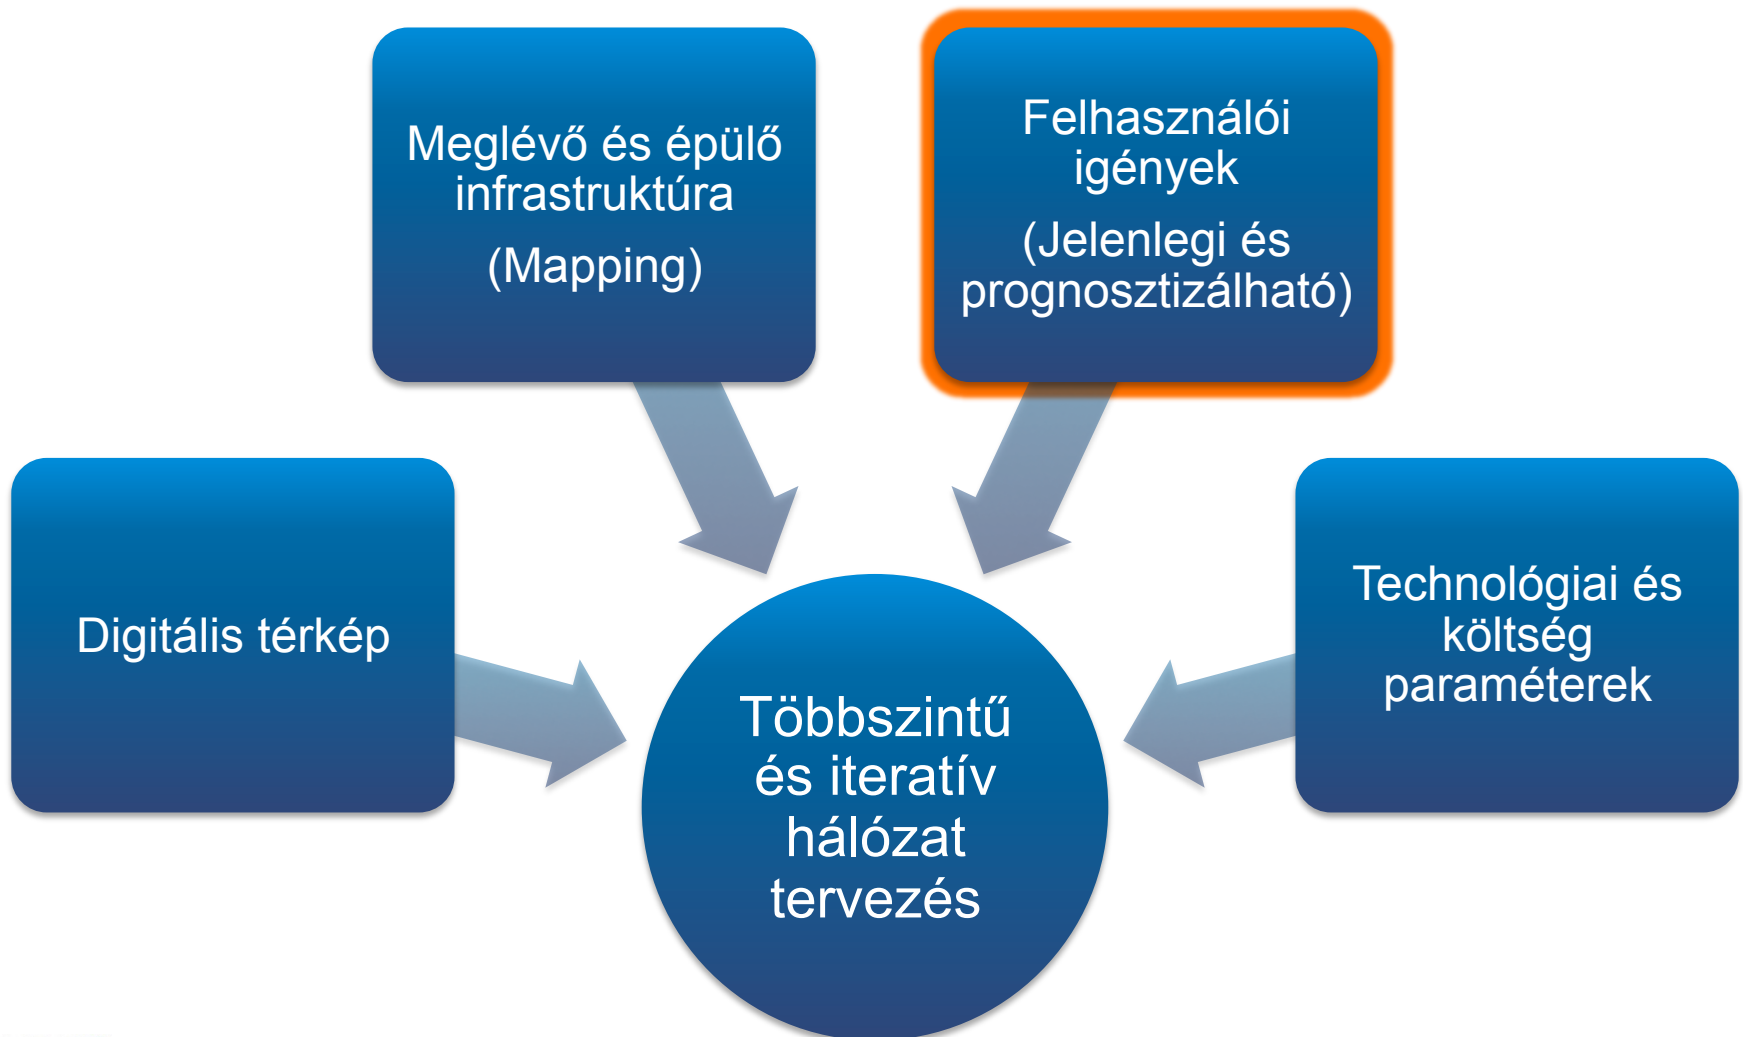 Meglévő és épülő
infrastruktúra
(Mapping)
Felhasználói
igények
(Jelenlegi és
prognosztizálható)
Digitális térkép
Technológiai és
költség
paraméterek
Többszintű
és iteratív
hálózat
tervezés